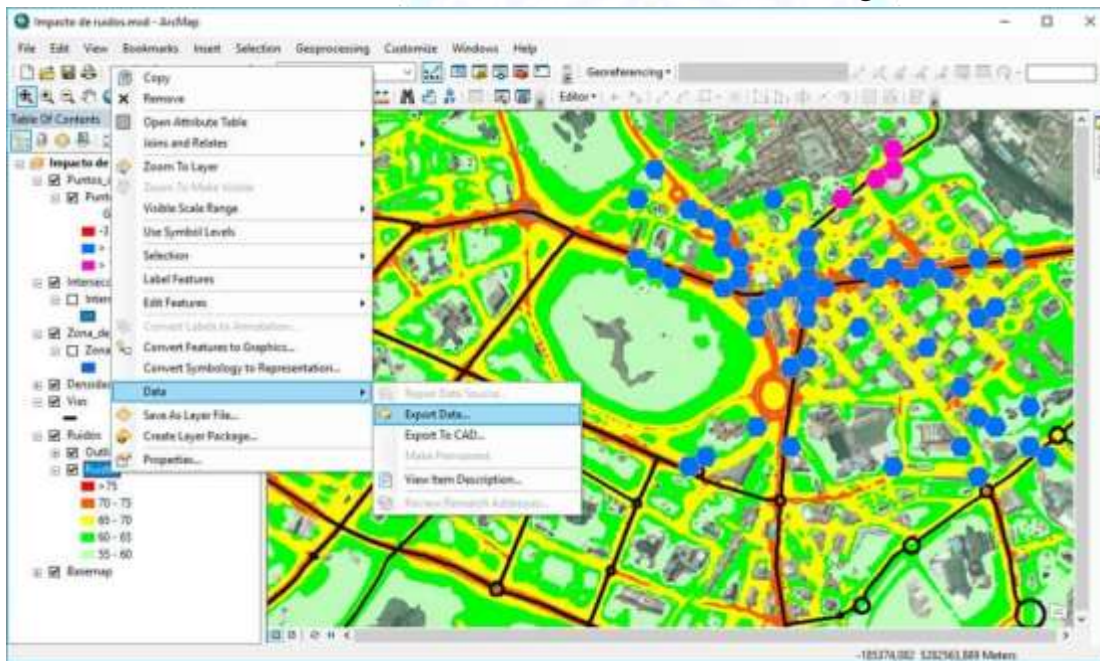 Impacto de ruidos.mxd - ArcMap
File Edit View Bookmarks Insert Selection Geoprocessing Customize Windows Help
Georeferencing
Editor
Table Of Contents
Impacto de
Zona_de
Vias
Ruidos
> 75
70 - 75
65 - 70
60 - 65
55 - 60
Basemap
Copy
Remove
Open Attribute Table
Joins and Relates
Zoom To Layer
Zoom To Make Visible
Visible Scale Range
Use Symbol Levels
Selection
Label Features
Edit Features
Convert Labels to Annotation...
Convert Features to Graphics...
Convert Symbology to Representation...
Data
Save As Layer File...
Create Layer Package...
Properties...
Repair Data Source...
Export Data...
Export To CAD...
Make Permanent
View Item Description...
Review/Rematch Addresses...
Meters